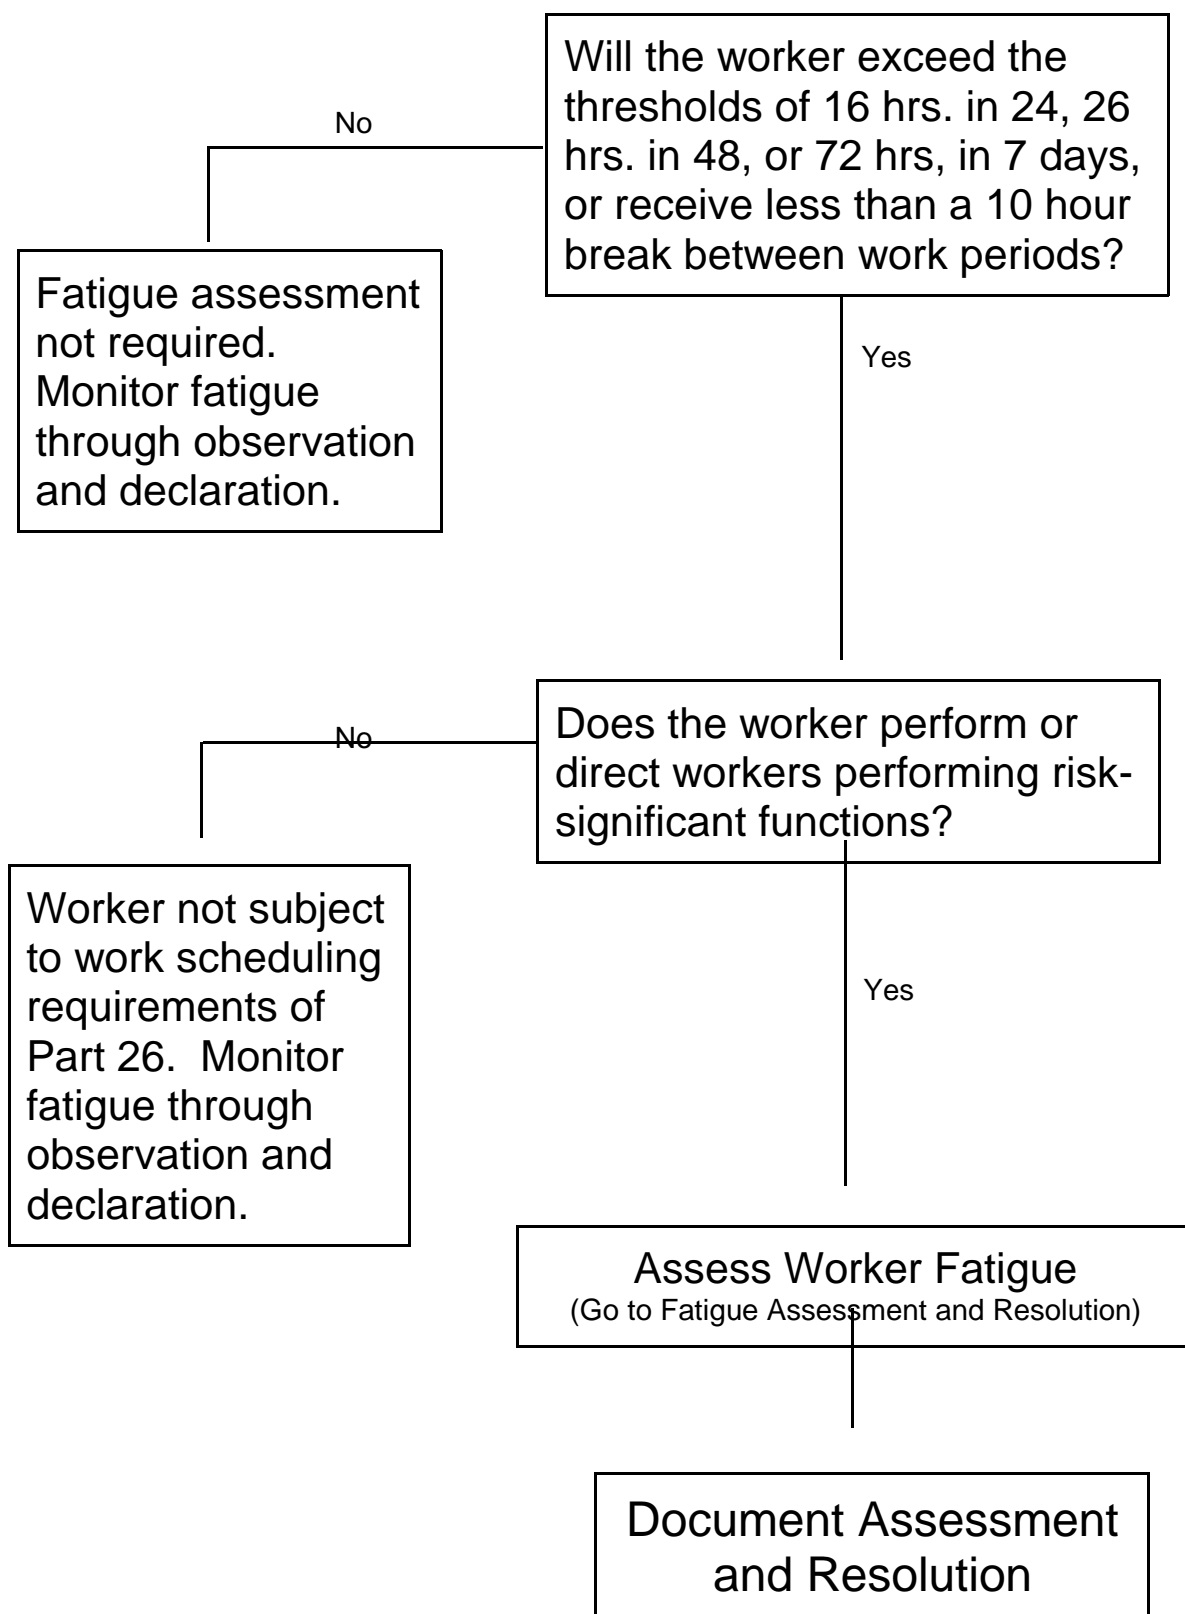 Will the worker exceed the
thresholds of 16 hrs. in 24, 26
hrs. in 48, or 72 hrs, in 7 days,
or receive less than a 10 hour
break between work periods?
No
Fatigue assessment
not required.
Monitor fatigue
through observation
and declaration.
Yes
Does the worker perform or
direct workers performing risk-
significant functions?
No
Worker not subject
to work scheduling
requirements of
Part 26.  Monitor
fatigue through
observation and
declaration.
Yes
Assess Worker Fatigue
(Go to Fatigue Assessment and Resolution)
Document Assessment
and Resolution